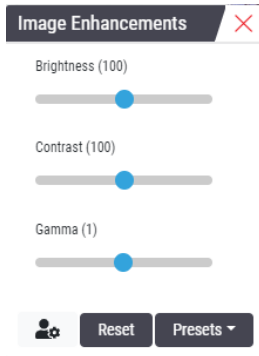 Image Enhancements
Brightness (100)
Contrast (100)
Gamma (1)
Reset Presets